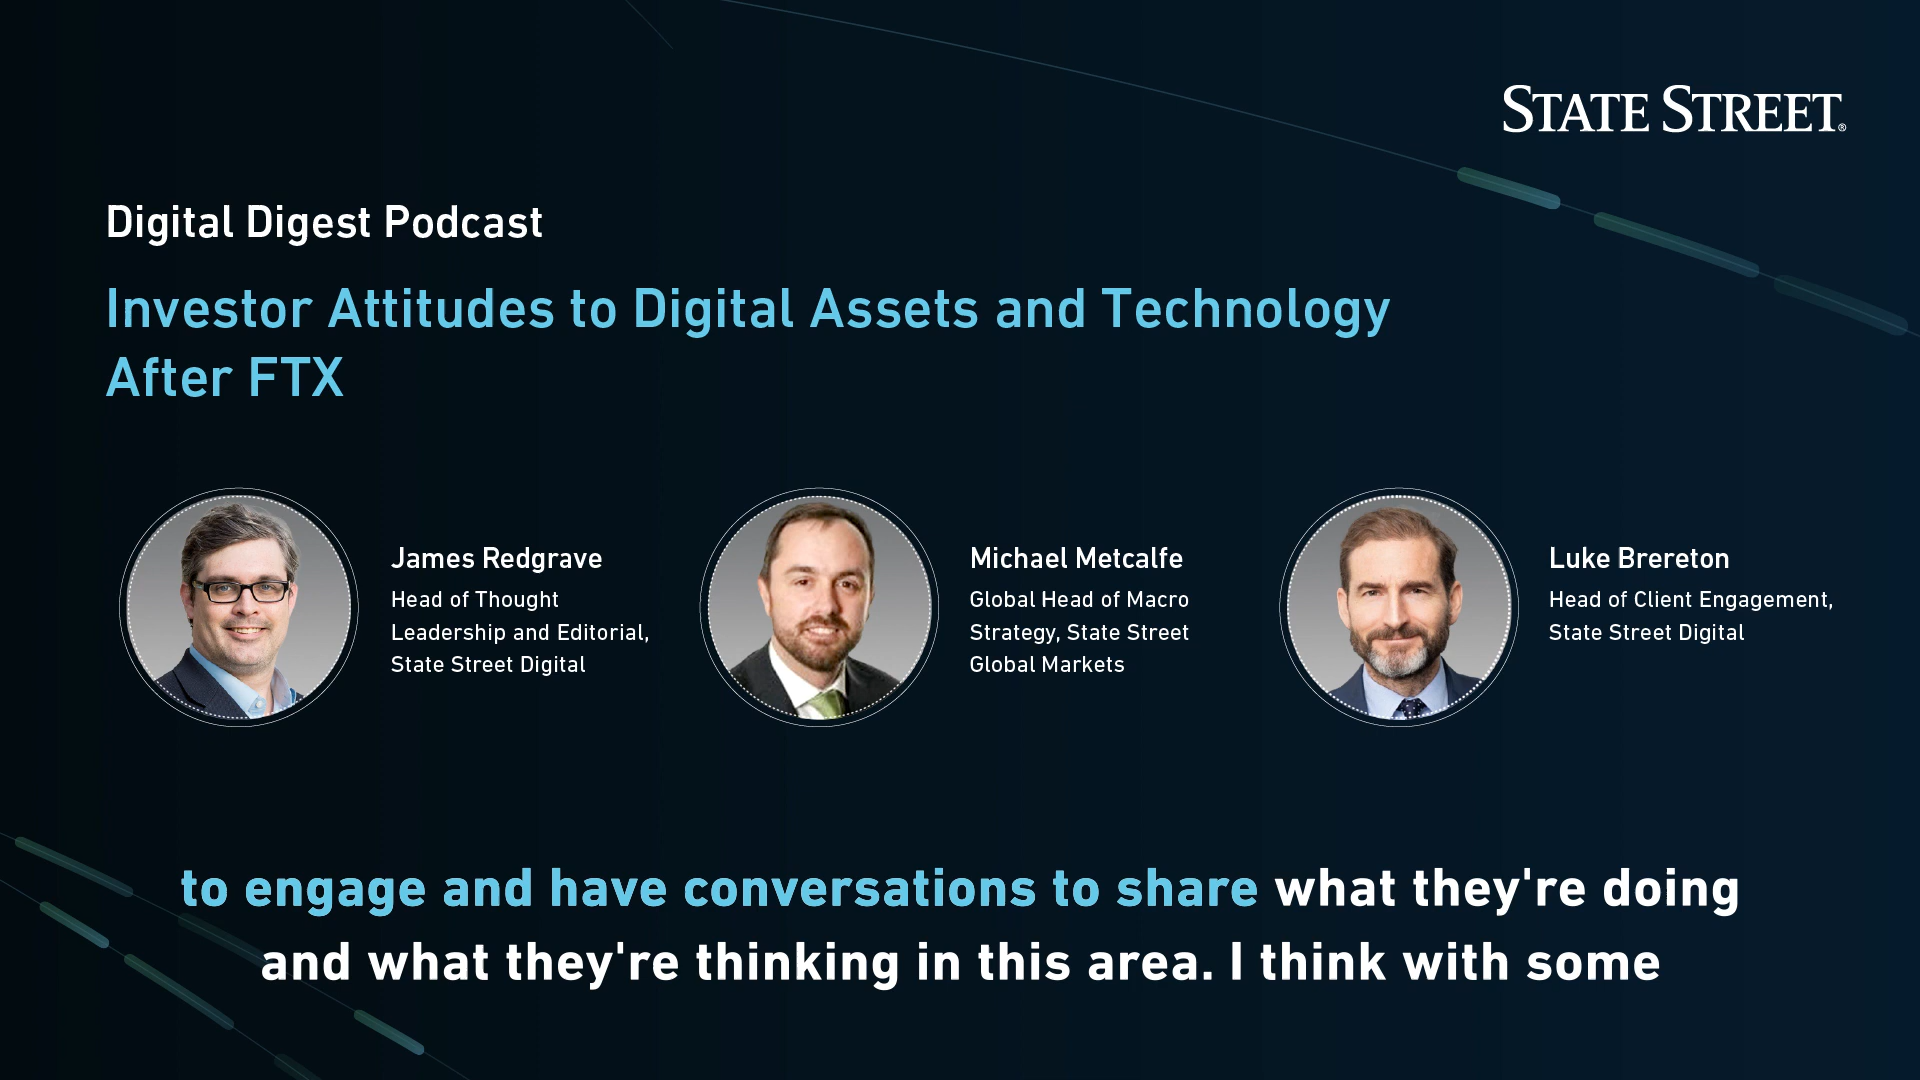 STATE STREET®
Digital Digest Podcast
Investor Attitudes to Digital Assets and Technology
After FTX
James Redgrave
Head of Thought
Leadership and Editorial,
State Street Digital
Michael Metcalfe
Global Head of Macro
Strategy, State Street
Global Markets
Luke Brereton
Head of Client Engagement,
State Street Digital
to engage and have conversations to share what they're doing
and what they're thinking in this area. I think with some